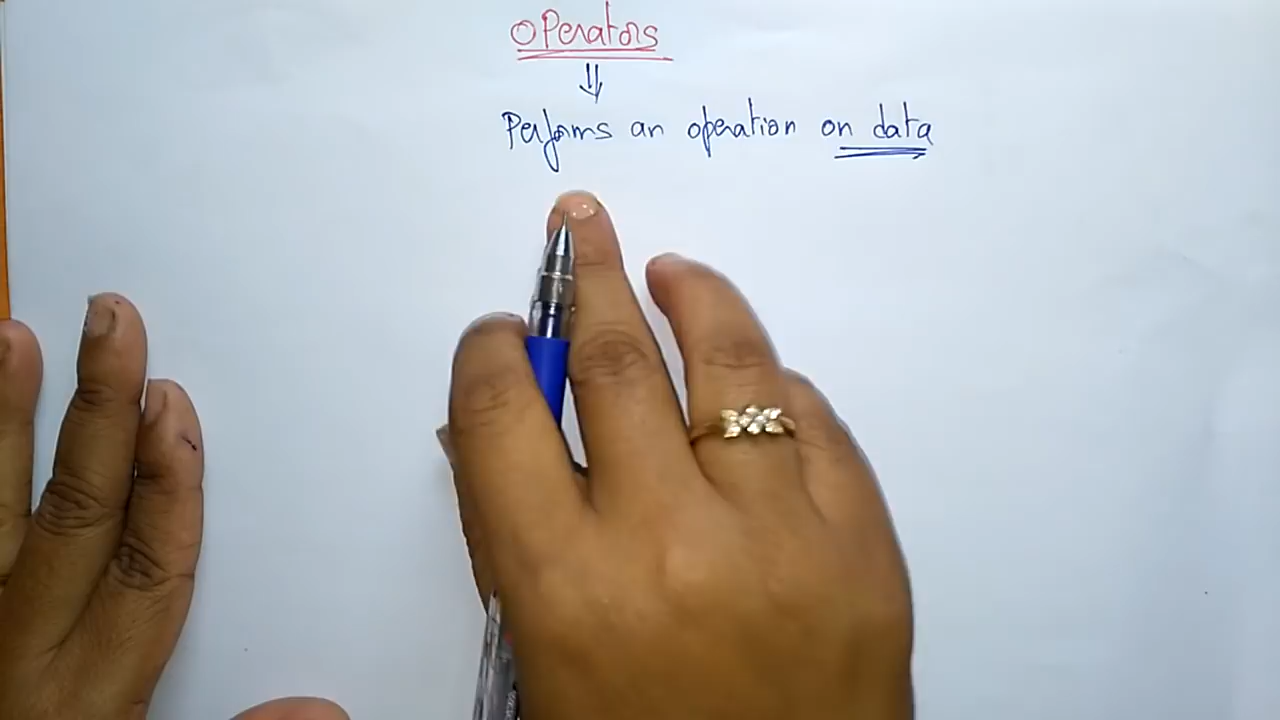 Operators
⇓
Performs an operation on data